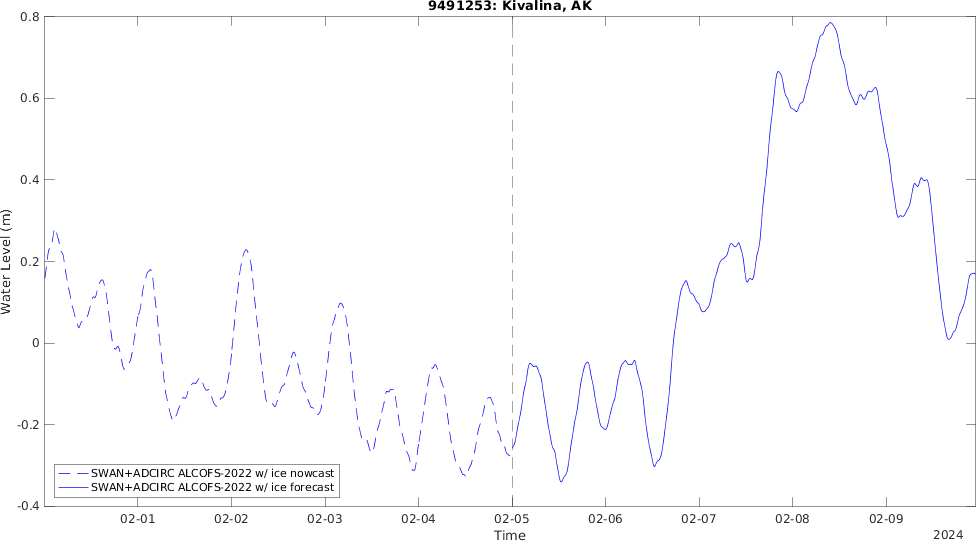 9491253: Kivalina, AK
Water Level (m)
0.8
0.6
0.4
0.2
0
-0.2
-0.4
SWAN+ADCIRC ALCOFS-2022 w/ ice nowcast
SWAN+ADCIRC ALCOFS-2022 w/ ice forecast
02-01 02-02 02-03 02-04 02-05 02-06 02-07 02-08 02-09
Time
2024